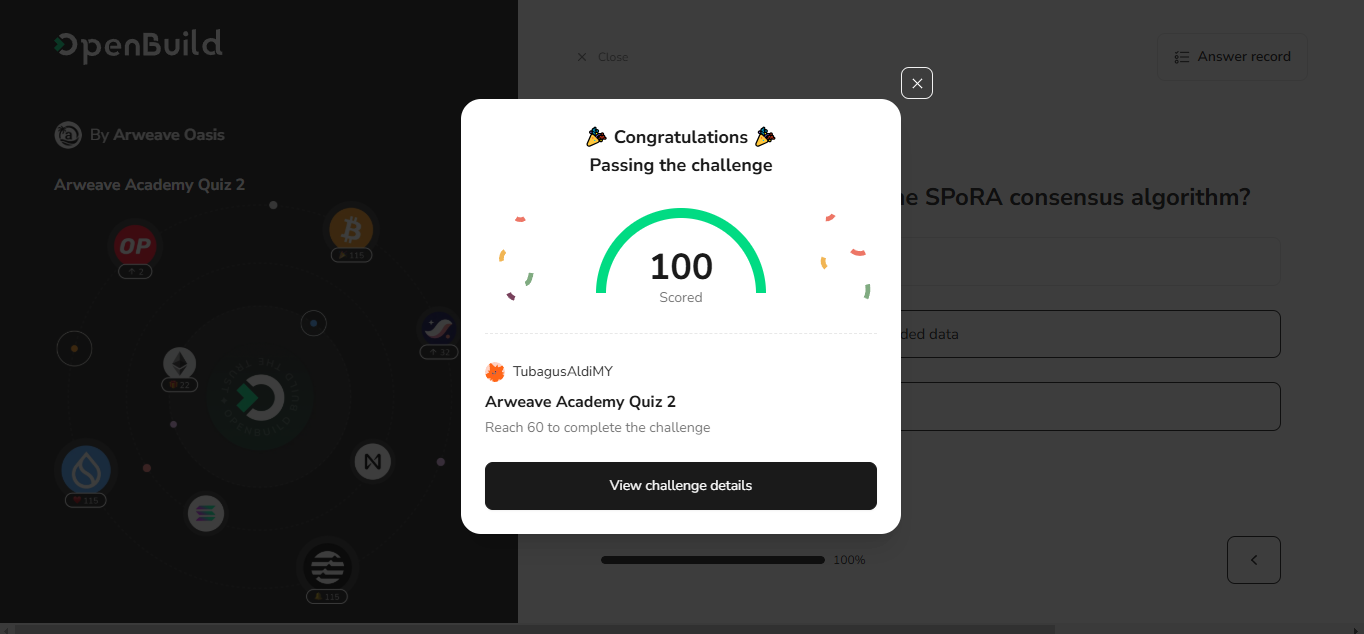 OpenBuild
Close
Answer record
By Arweave Oasis
Arweave Academy Quiz 2
Congratulations
Passing the challenge
100
Scored
TubagusAldiMY
Arweave Academy Quiz 2
Reach 60 to complete the challenge
View challenge details
SPoRA consensus algorithm?
data
100%
OP
2
115
32
22
115
115